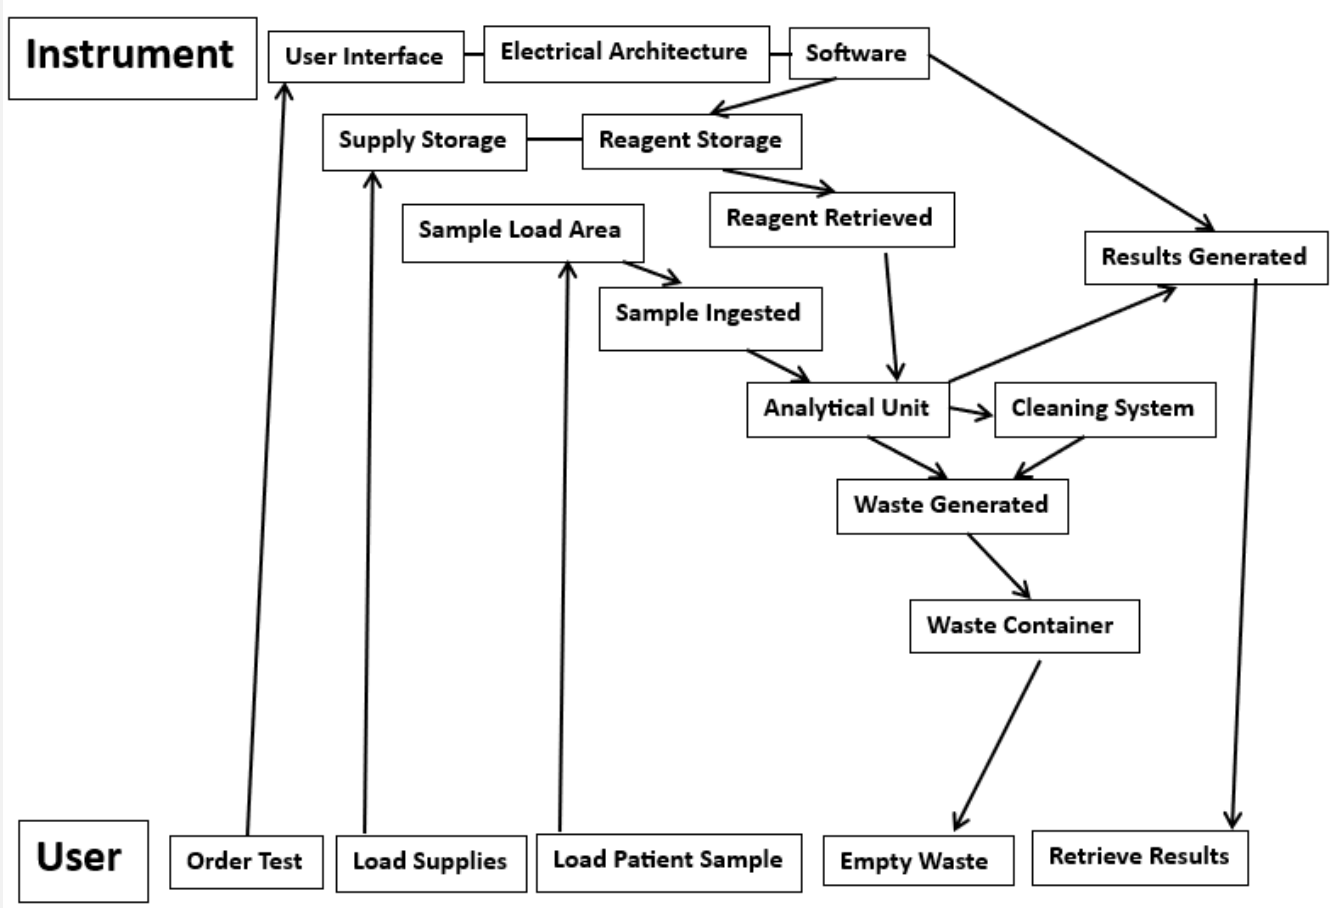 Instrument
User Interface
Electrical Architecture
Software
Supply Storage
Reagent Storage
Reagent Retrieved
Sample Load Area
Results Generated
Sample Ingested
Analytical Unit
Cleaning System
Waste Generated
Waste Container
User
Order Test
Load Supplies
Load Patient Sample
Empty Waste
Retrieve Results